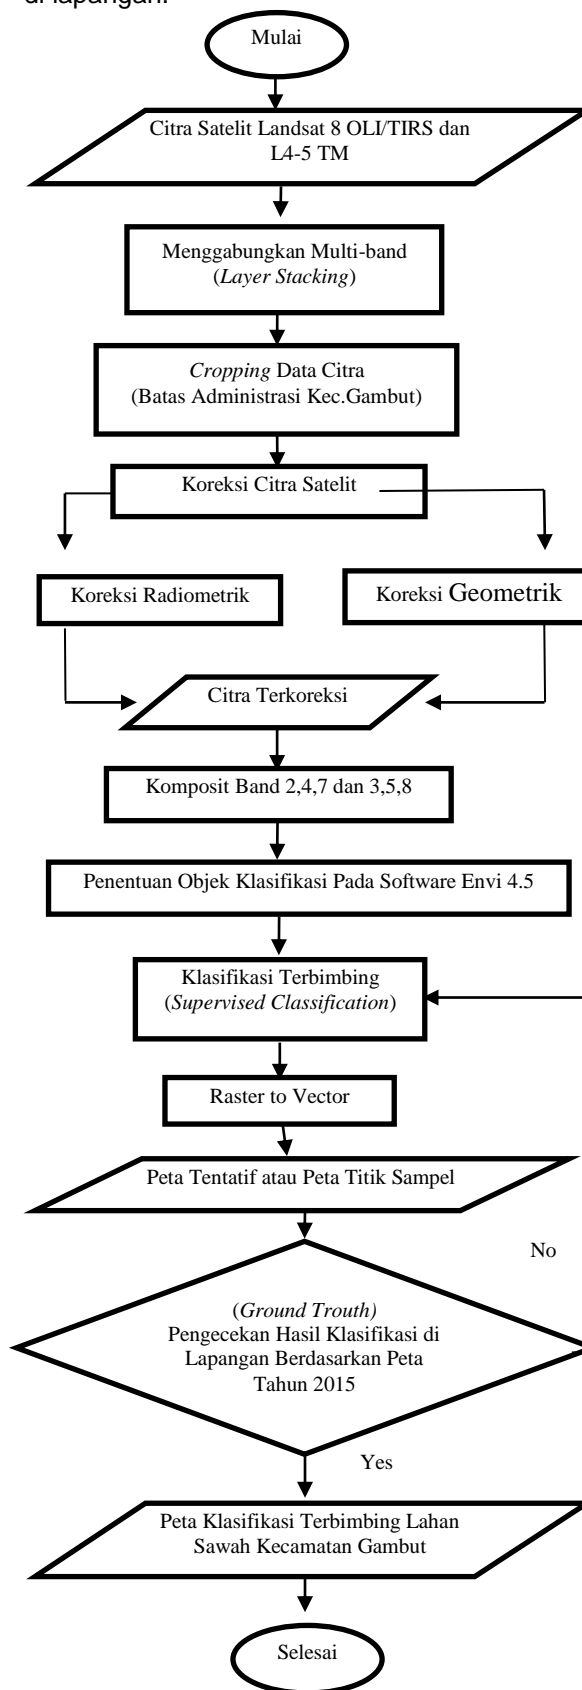 di lapangan.
Mulai
Citra Satelit Landsat 8 OLI/TIRS dan
L4-5 TM
Menggabungkan Multi-band
(Layer Stacking)
Cropping Data Citra
(Batas Administrasi Kec.Gambut)
Koreksi Citra Satelit
Koreksi Radiometrik
Koreksi Geometrik
Citra Terkoreksi
Komposit Band 2,4,7 dan 3,5,8
Penentuan Objek Klasifikasi Pada Software Envi 4.5
Klasifikasi Terbimbing
(Supervised Classification)
Raster to Vector
Peta Tentatif atau Peta Titik Sampel
No
(Ground Trouth)
Pengecekan Hasil Klasifikasi di
Lapangan Berdasarkan Peta
Tahun 2015
Yes
Peta Klasifikasi Terbimbing Lahan
Sawah Kecamatan Gambut
Selesai